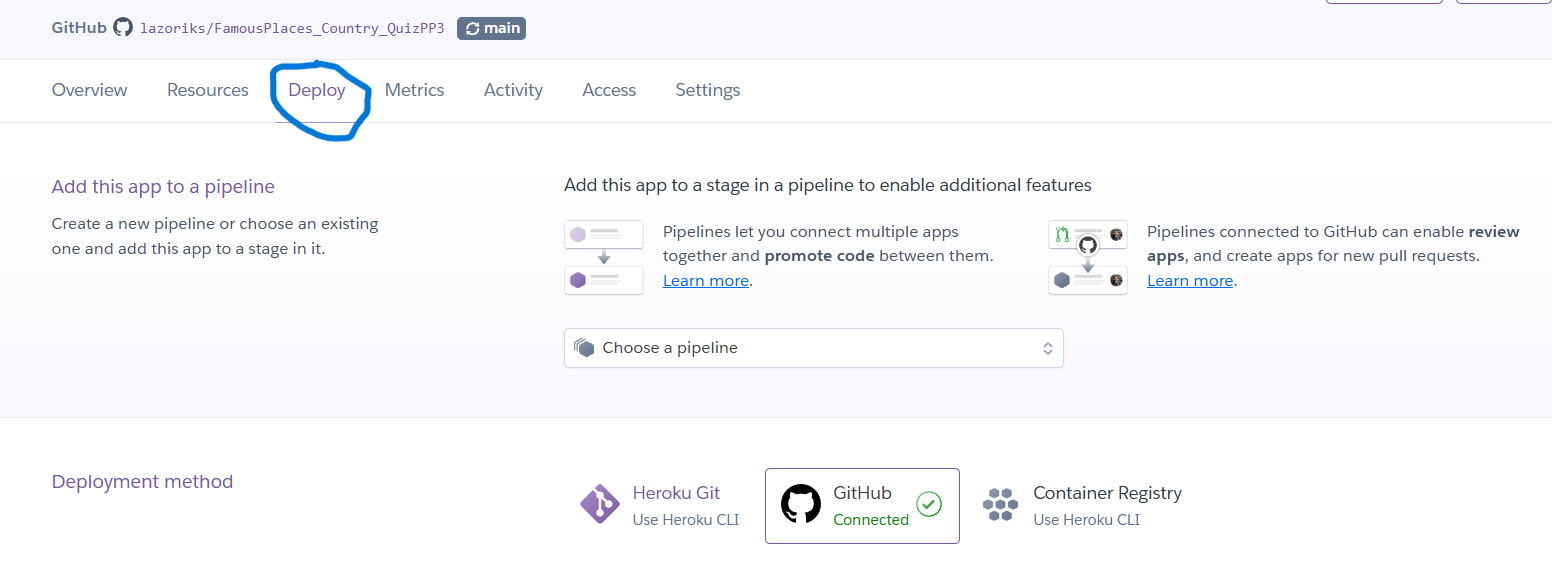 GitHub lazoriks/FamousPlaces_Country_QuizPP3 main
Overview Resources Deploy Metrics Activity Access Settings
Add this app to a pipeline
Create a new pipeline or choose an existing
one and add this app to a stage in it.
Add this app to a stage in a pipeline to enable additional features
Pipelines let you connect multiple apps
together and promote code between them.
Learn more.
Pipelines connected to GitHub can enable review
apps, and create apps for new pull requests.
Learn more.
Choose a pipeline
Deployment method
Heroku Git
Use Heroku CLI
GitHub
Connected
Container Registry
Use Heroku CLI